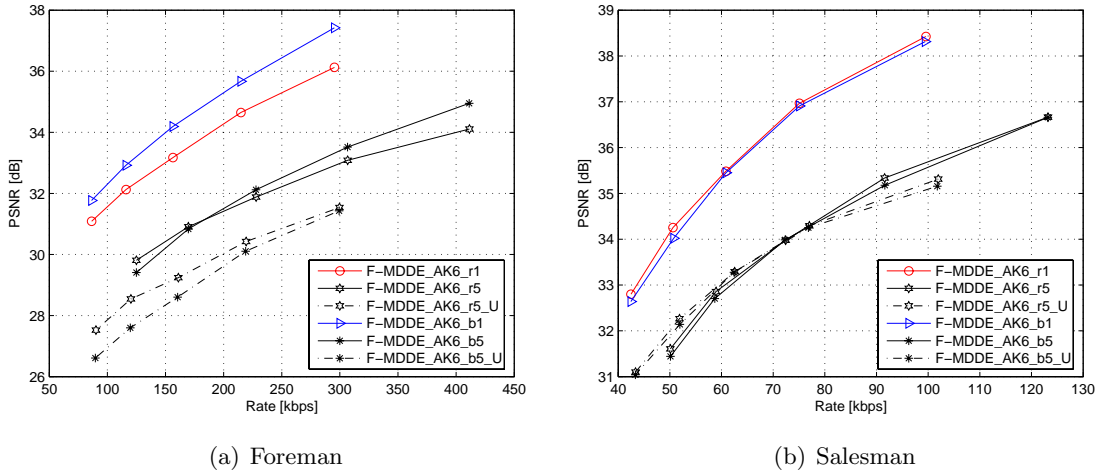 38
36
34
32
30
28
26
PSNR [dB]
50 100 150 200 250 300 350 400 450
Rate [kbps]
F-MDDE_AK6_r1
F-MDDE_AK6_r5
F-MDDE_AK6_r5_U
F-MDDE_AK6_b1
F-MDDE_AK6_b5
F-MDDE_AK6_b5_U
(a) Foreman
39
38
37
36
35
34
33
32
31
PSNR [dB]
40 50 60 70 80 90 100 110 120 130
Rate [kbps]
F-MDDE_AK6_r1
F-MDDE_AK6_r5
F-MDDE_AK6_r5_U
F-MDDE_AK6_b1
F-MDDE_AK6_b5
F-MDDE_AK6_b5_U
(b) Salesman